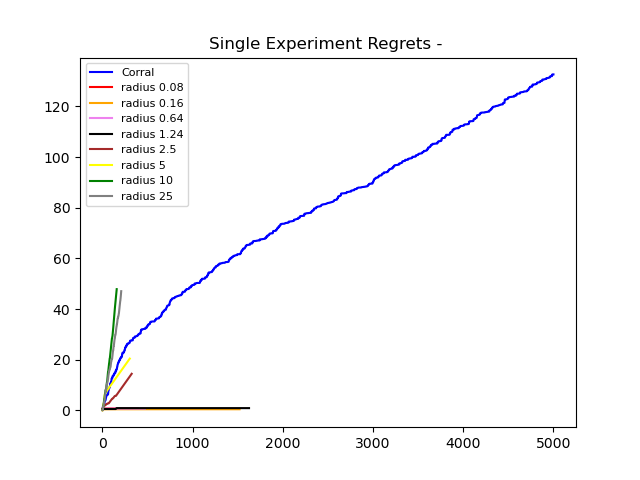 Single Experiment Regrets -
Corral
radius 0.08
radius 0.16
radius 0.64
radius 1.24
radius 2.5
radius 5
radius 10
radius 25
120
100
80
60
40
20
0
0 1000 2000 3000 4000 5000